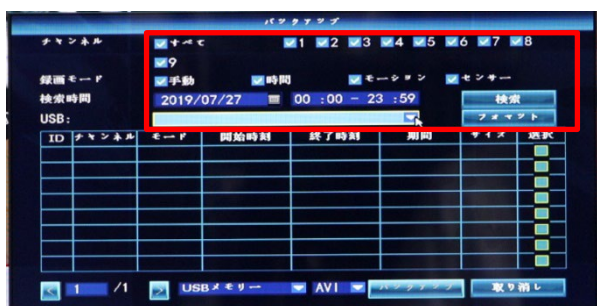 バックアップ
チャンネル すべて 1 2 3 4 5 6 7 8
9
録画モード 手動 時間 モーション センサー
検索時間 2019/07/27 00 :00 - 23 :59 検索
USB: フォーマット
ID チャンネル モード 開始時刻 終了時刻 期間 サイズ 選択
< 1 /1 > USBメモリー AVI バックアップ 取り消し